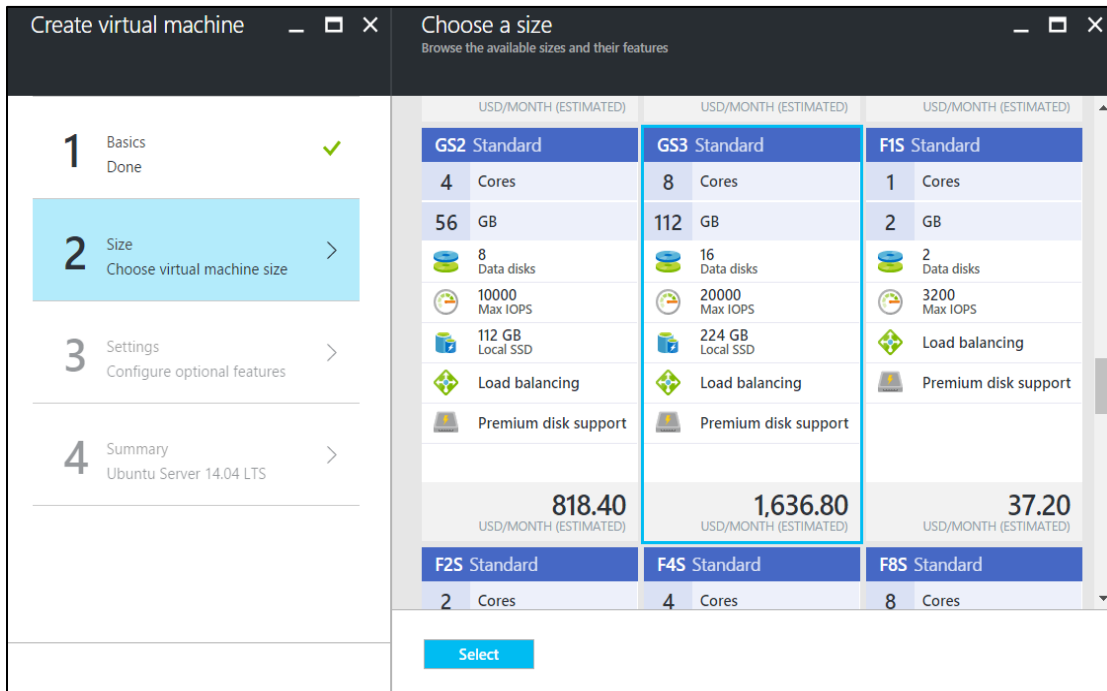 Create virtual machine
Choose a size
Browse the available sizes and their features
1
Basics
Done
2
Size
Choose virtual machine size
3
Settings
Configure optional features
4
Summary
Ubuntu Server 14.04 LTS
USD/MONTH (ESTIMATED) USD/MONTH (ESTIMATED) USD/MONTH (ESTIMATED)
GS2 Standard
4 Cores
56 GB
8
Data disks
10000
Max IOPS
112 GB
Local SSD
Load balancing
Premium disk support
818.40
USD/MONTH (ESTIMATED)
GS3 Standard
8 Cores
112 GB
16
Data disks
20000
Max IOPS
224 GB
Local SSD
Load balancing
Premium disk support
1,636.80
USD/MONTH (ESTIMATED)
F1S Standard
1 Cores
2 GB
2
Data disks
3200
Max IOPS
Load balancing
Premium disk support
37.20
USD/MONTH (ESTIMATED)
F2S Standard
2 Cores
F4S Standard
4 Cores
F8S Standard
8 Cores
Select